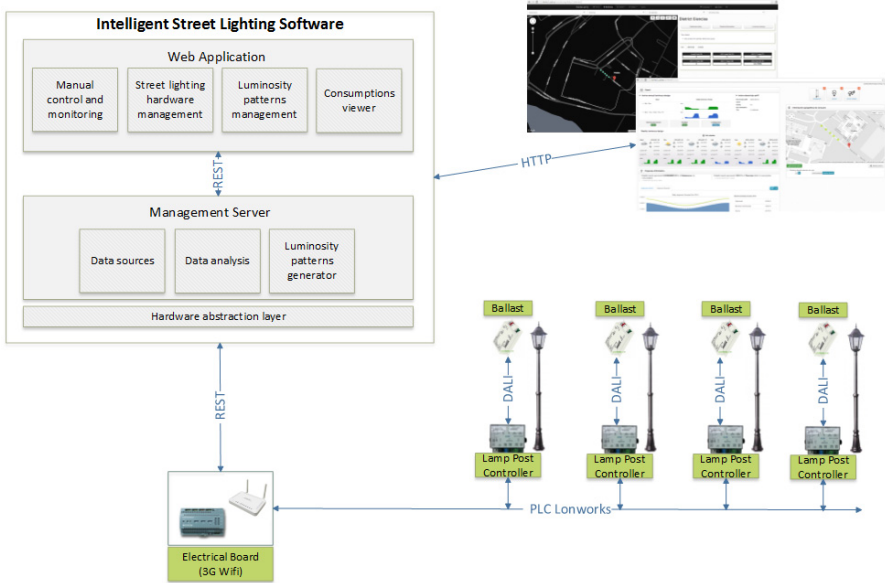 Intelligent Street Lighting Software
Web Application
Manual
control and
monitoring
Street lighting
hardware
management
Luminosity
patterns
management
Consumptions
viewer
REST
HTTP
Management Server
Data sources
Data analysis
Luminosity
patterns
generator
Hardware abstraction layer
REST
Ballast
Ballast
Ballast
Ballast
DALI
DALI
DALI
DALI
Lamp Post
Controller
Lamp Post
Controller
Lamp Post
Controller
Lamp Post
Controller
PLC Lonworks
Electrical Board
(3G Wifi)